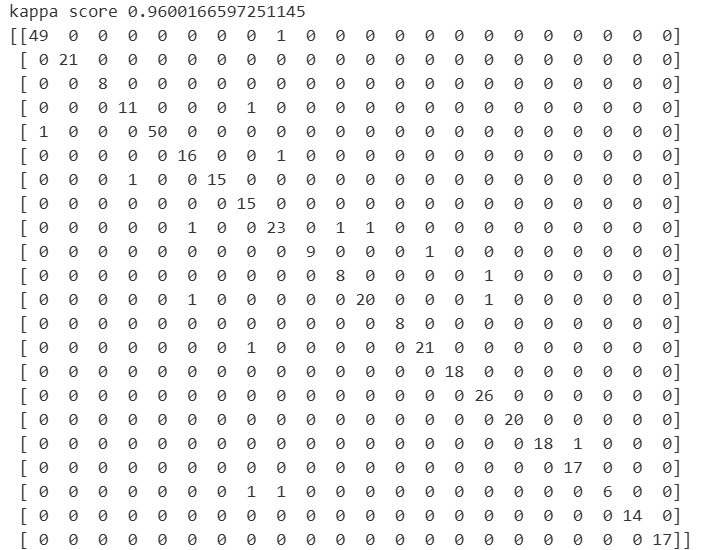 kappa score 0.9600166597251145
[[49  0  0  0  0  0  0  0  1  0  0  0  0  0  0  0  0  0  0  0  0  0]
 [ 0 21  0  0  0  0  0  0  0  0  0  0  0  0  0  0  0  0  0  0  0  0]
 [ 0  0  8  0  0  0  0  0  0  0  0  0  0  0  0  0  0  0  0  0  0  0]
 [ 0  0  0 11  0  0  0  1  0  0  0  0  0  0  0  0  0  0  0  0  0  0]
 [ 1  0  0  0 50  0  0  0  0  0  0  0  0  0  0  0  0  0  0  0  0  0]
 [ 0  0  0  0  0 16  0  0  1  0  0  0  0  0  0  0  0  0  0  0  0  0]
 [ 0  0  0  1  0  0 15  0  0  0  0  0  0  0  0  0  0  0  0  0  0  0]
 [ 0  0  0  0  0  0  0 15  0  0  0  0  0  0  0  0  0  0  0  0  0  0]
 [ 0  0  0  0  0  1  0  0 23  0  1  1  0  0  0  0  0  0  0  0  0  0]
 [ 0  0  0  0  0  0  0  0  0  9  0  0  0  1  0  0  0  0  0  0  0  0]
 [ 0  0  0  0  0  0  0  0  0  0  8  0  0  0  0  1  0  0  0  0  0  0]
 [ 0  0  0  0  0  1  0  0  0  0  0 20  0  0  0  1  0  0  0  0  0  0]
 [ 0  0  0  0  0  0  0  0  0  0  0  0  8  0  0  0  0  0  0  0  0  0]
 [ 0  0  0  0  0  0  0  1  0  0  0  0  0 21  0  0  0  0  0  0  0  0]
 [ 0  0  0  0  0  0  0  0  0  0  0  0  0  0 18  0  0  0  0  0  0  0]
 [ 0  0  0  0  0  0  0  0  0  0  0  0  0  0  0 26  0  0  0  0  0  0]
 [ 0  0  0  0  0  0  0  0  0  0  0  0  0  0  0  0 20  0  0  0  0  0]
 [ 0  0  0  0  0  0  0  0  0  0  0  0  0  0  0  0  0 18  1  0  0  0]
 [ 0  0  0  0  0  0  0  0  0  0  0  0  0  0  0  0  0  0 17  0  0  0]
 [ 0  0  0  0  0  0  0  1  1  0  0  0  0  0  0  0  0  0  0  6  0  0]
 [ 0  0  0  0  0  0  0  0  0  0  0  0  0  0  0  0  0  0  0  0 14  0]
 [ 0  0  0  0  0  0  0  0  0  0  0  0  0  0  0  0  0  0  0  0  0 17]]